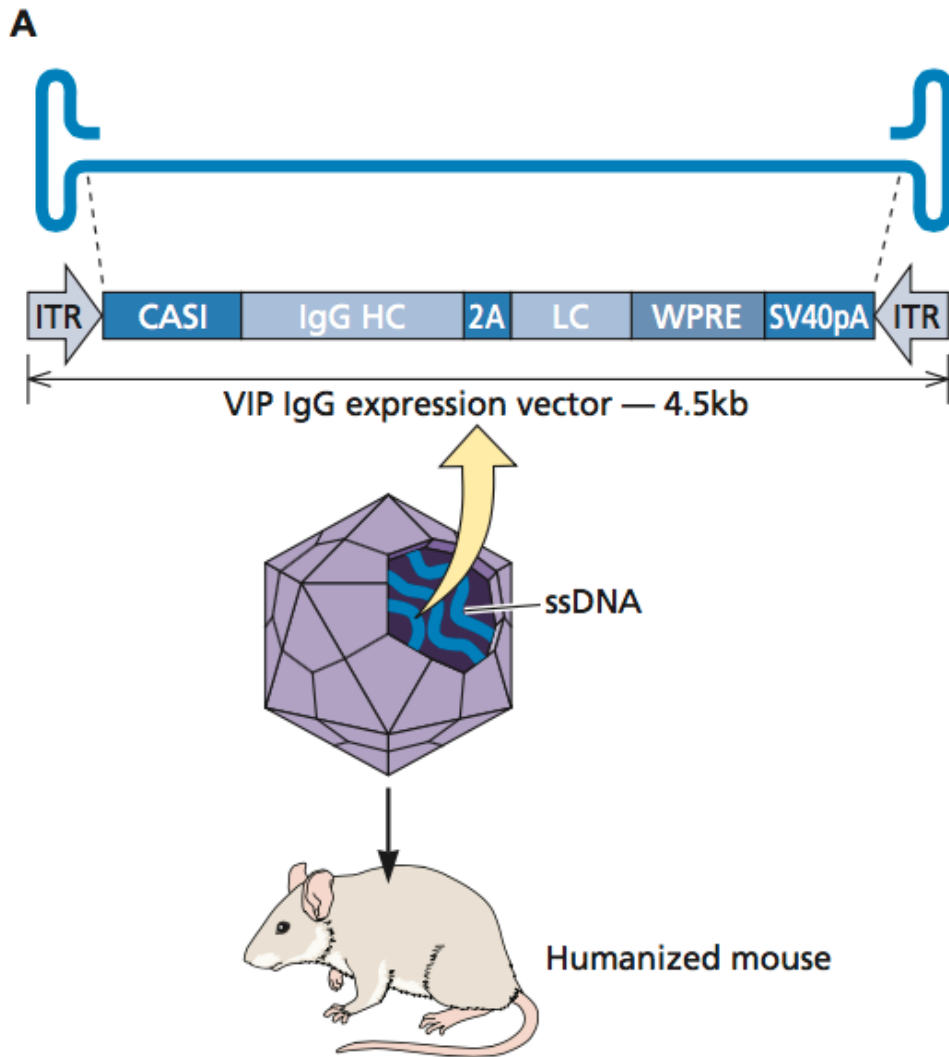 A
ITR CASI IgG HC 2A LC WPRE SV40pA ITR
VIP IgG expression vector — 4.5kb
ssDNA
Humanized mouse